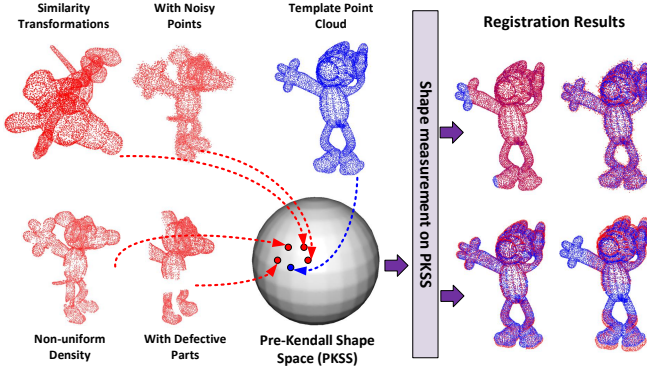 Similarity
Transformations
With Noisy
Points
Template Point
Cloud
Registration Results
Shape measurement on PKSS
Non-uniform
Density
With Defective
Parts
Pre-Kendall Shape
Space (PKSS)